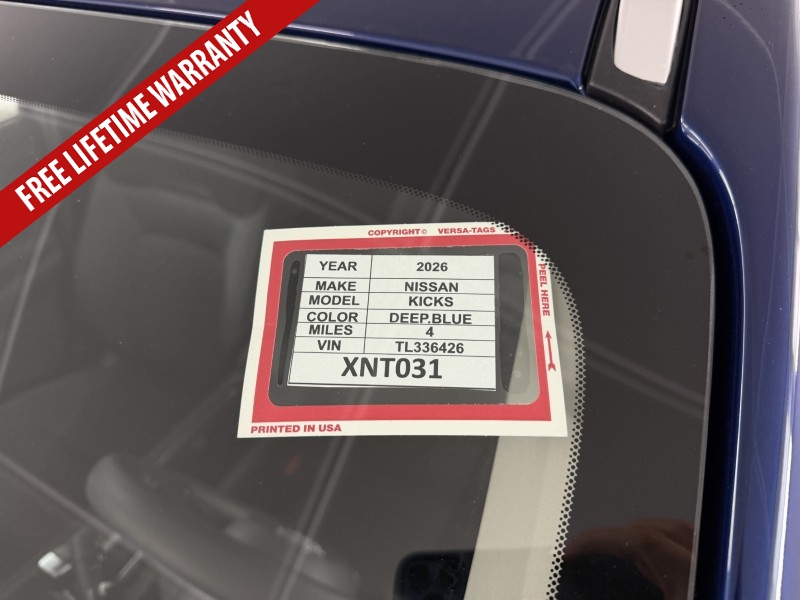 FREE LIFETIME WARRANTY
COPYRIGHT© VERSA-TAGS
PEEL HERE
YEAR 2026
MAKE NISSAN
MODEL KICKS
COLOR DEEP.BLUE
MILES 4
VIN TL336426
XNT031
PRINTED IN USA